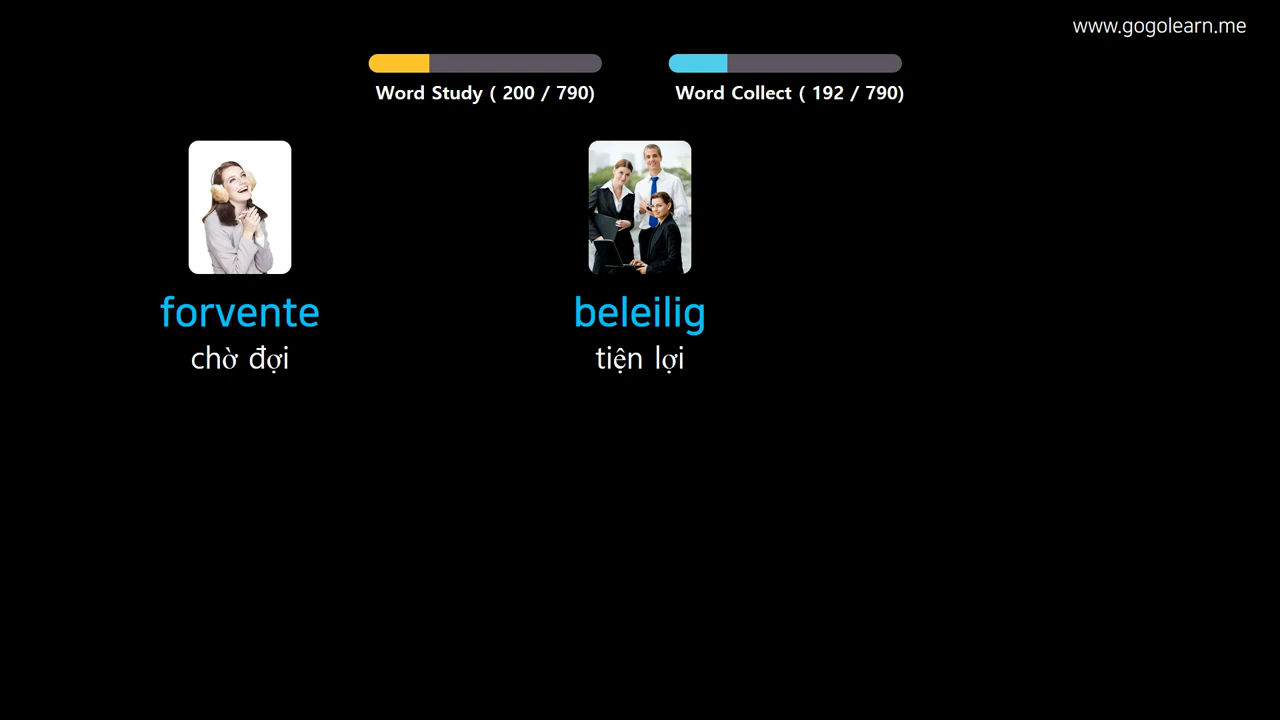 www.gogolearn.me
Word Study ( 200 / 790)
Word Collect ( 192 / 790)
forvente
chờ đợi
beleilig
tiện lợi